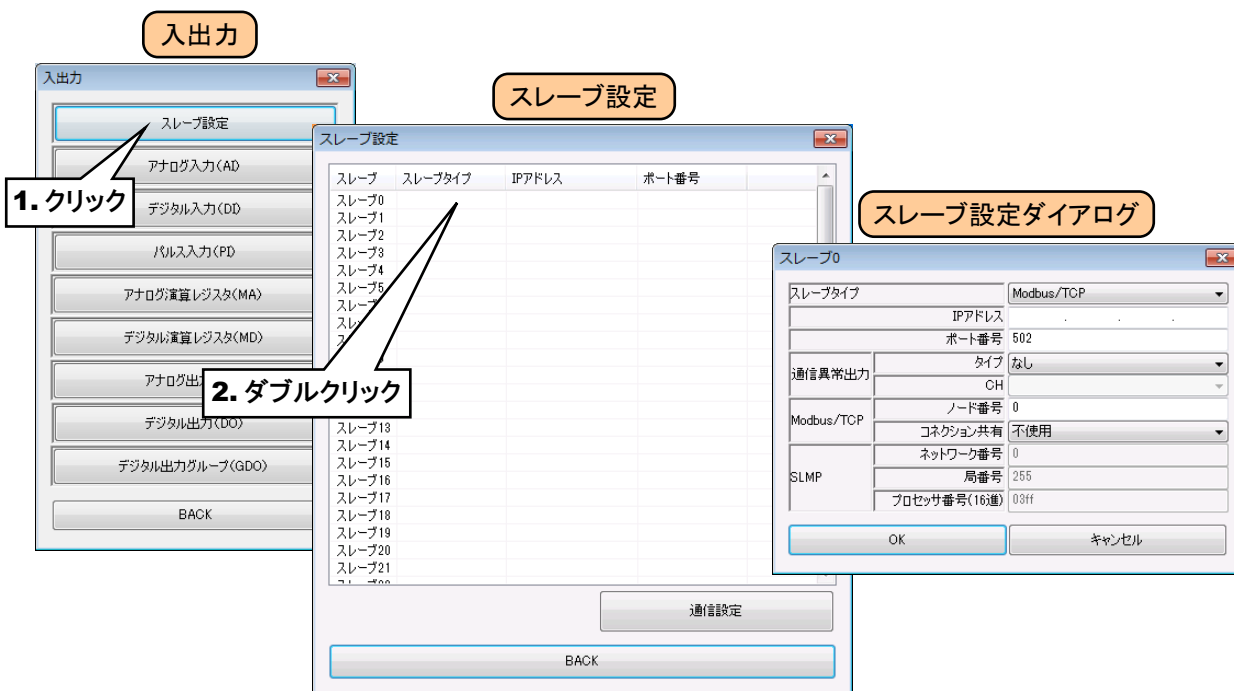 入出力
入出力
スレーブ設定
アナログ入力(AI)
1. クリック
デジタル入力(DI)
パルス入力(PI)
アナログ演算レジスタ(MA)
デジタル演算レジスタ(MD)
アナログ出
デジタル出力(DO)
デジタル出力グループ(GDO)
BACK
スレーブ設定
スレーブ設定
スレーブ スレーブタイプ IPアドレス ポート番号
スレーブ0
スレーブ1
スレーブ2
スレーブ3
スレーブ4
スレーブ5
2. ダブルクリック
スレーブ13
スレーブ14
スレーブ15
スレーブ16
スレーブ17
スレーブ18
スレーブ19
スレーブ20
スレーブ21
通信設定
BACK
スレーブ設定ダイアログ
スレーブ0
スレーブタイプ Modbus/TCP
IPアドレス . . .
ポート番号 502
通信異常出力 タイプ なし
CH
Modbus/TCP ノード番号 0
コネクション共有 不使用
SLMP ネットワーク番号 0
局番号 255
プロセッサ番号(16進) 03ff
OK キャンセル